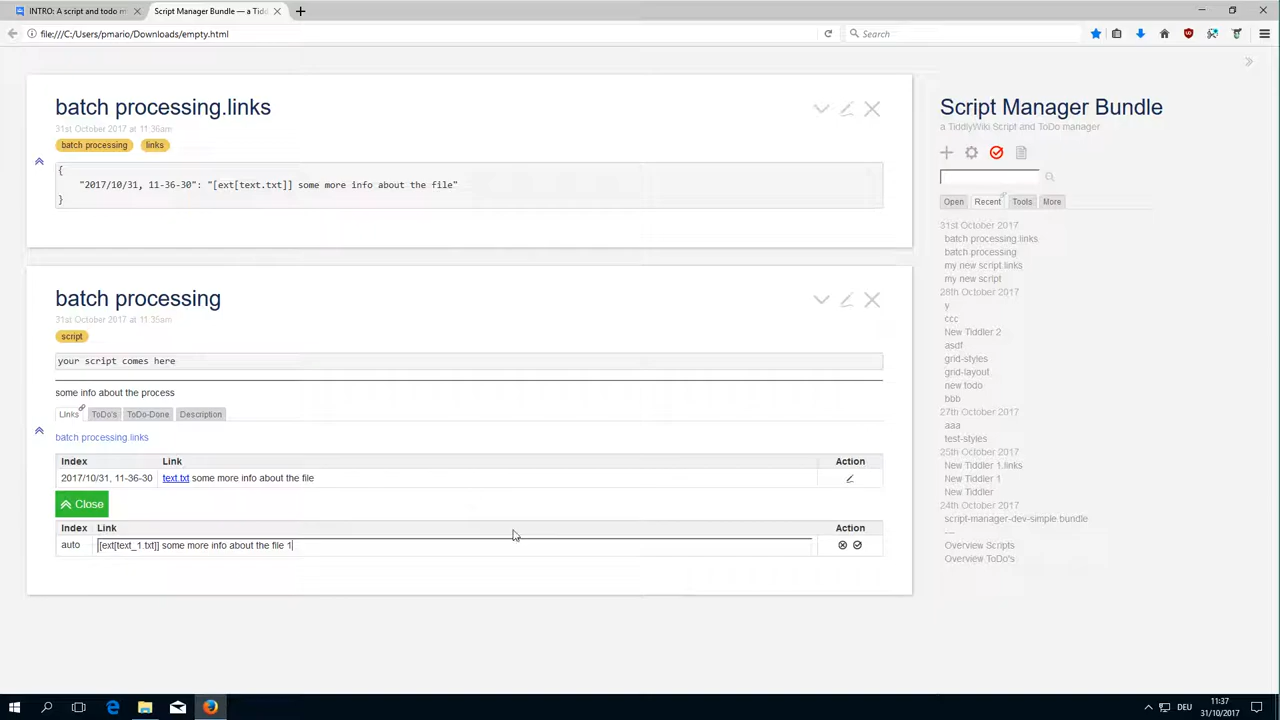 INTRO: A script and todo m
Script Manager Bundle — a Ti
file:///C:/Users/pmario/Downloads/empty.html
Search
batch processing.links
31st October 2017 at 11:36am
batch processing
links
{
"2017/10/31, 11-36-30": "[ext[text.txt]] some more info about the file"
}
batch processing
31st October 2017 at 11:35am
script
your script comes here
some info about the process
Links
ToDo's
ToDo-Done
Description
batch processing.links
Index
Link
Action
2017/10/31, 11-36-30
text.txt some more info about the file
Close
Index
Link
Action
auto
[ext[text_1.txt]] some more info about the file 1
Script Manager Bundle
a TiddlyWiki Script and ToDo manager
Open
Recent
Tools
More
31st October 2017
batch processing.links
batch processing
my new script.links
my new script
28th October 2017
y
ccc
New Tiddler 2
asdf
grid-styles
grid-layout
new todo
bbb
27th October 2017
aaa
test-styles
25th October 2017
New Tiddler 1.links
New Tiddler 1
New Tiddler
24th October 2017
script-manager-dev-simple bundle
---
Overview Scripts
Overview ToDo's
DEU
11:37
31/10/2017